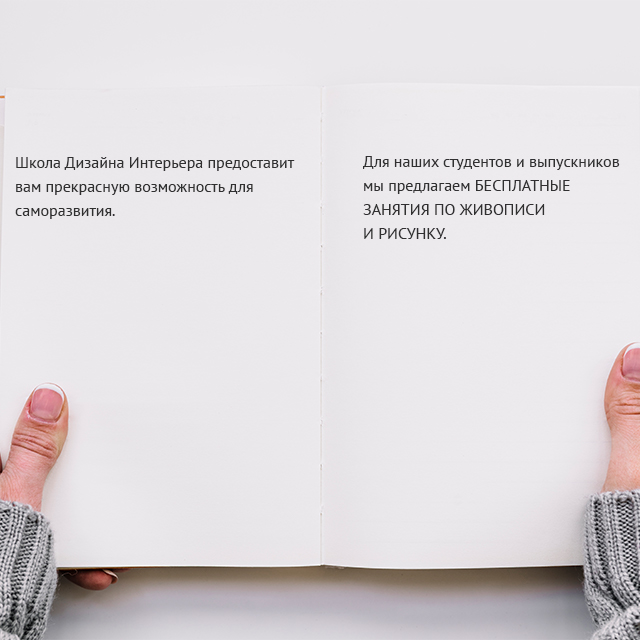 Школа Дизайна Интерьера предоставит
вам прекрасную возможность для
саморазвития.
Для наших студентов и выпускников
мы предлагаем БЕСПЛАТНЫЕ
ЗАНЯТИЯ ПО ЖИВОПИСИ
И РИСУНКУ.